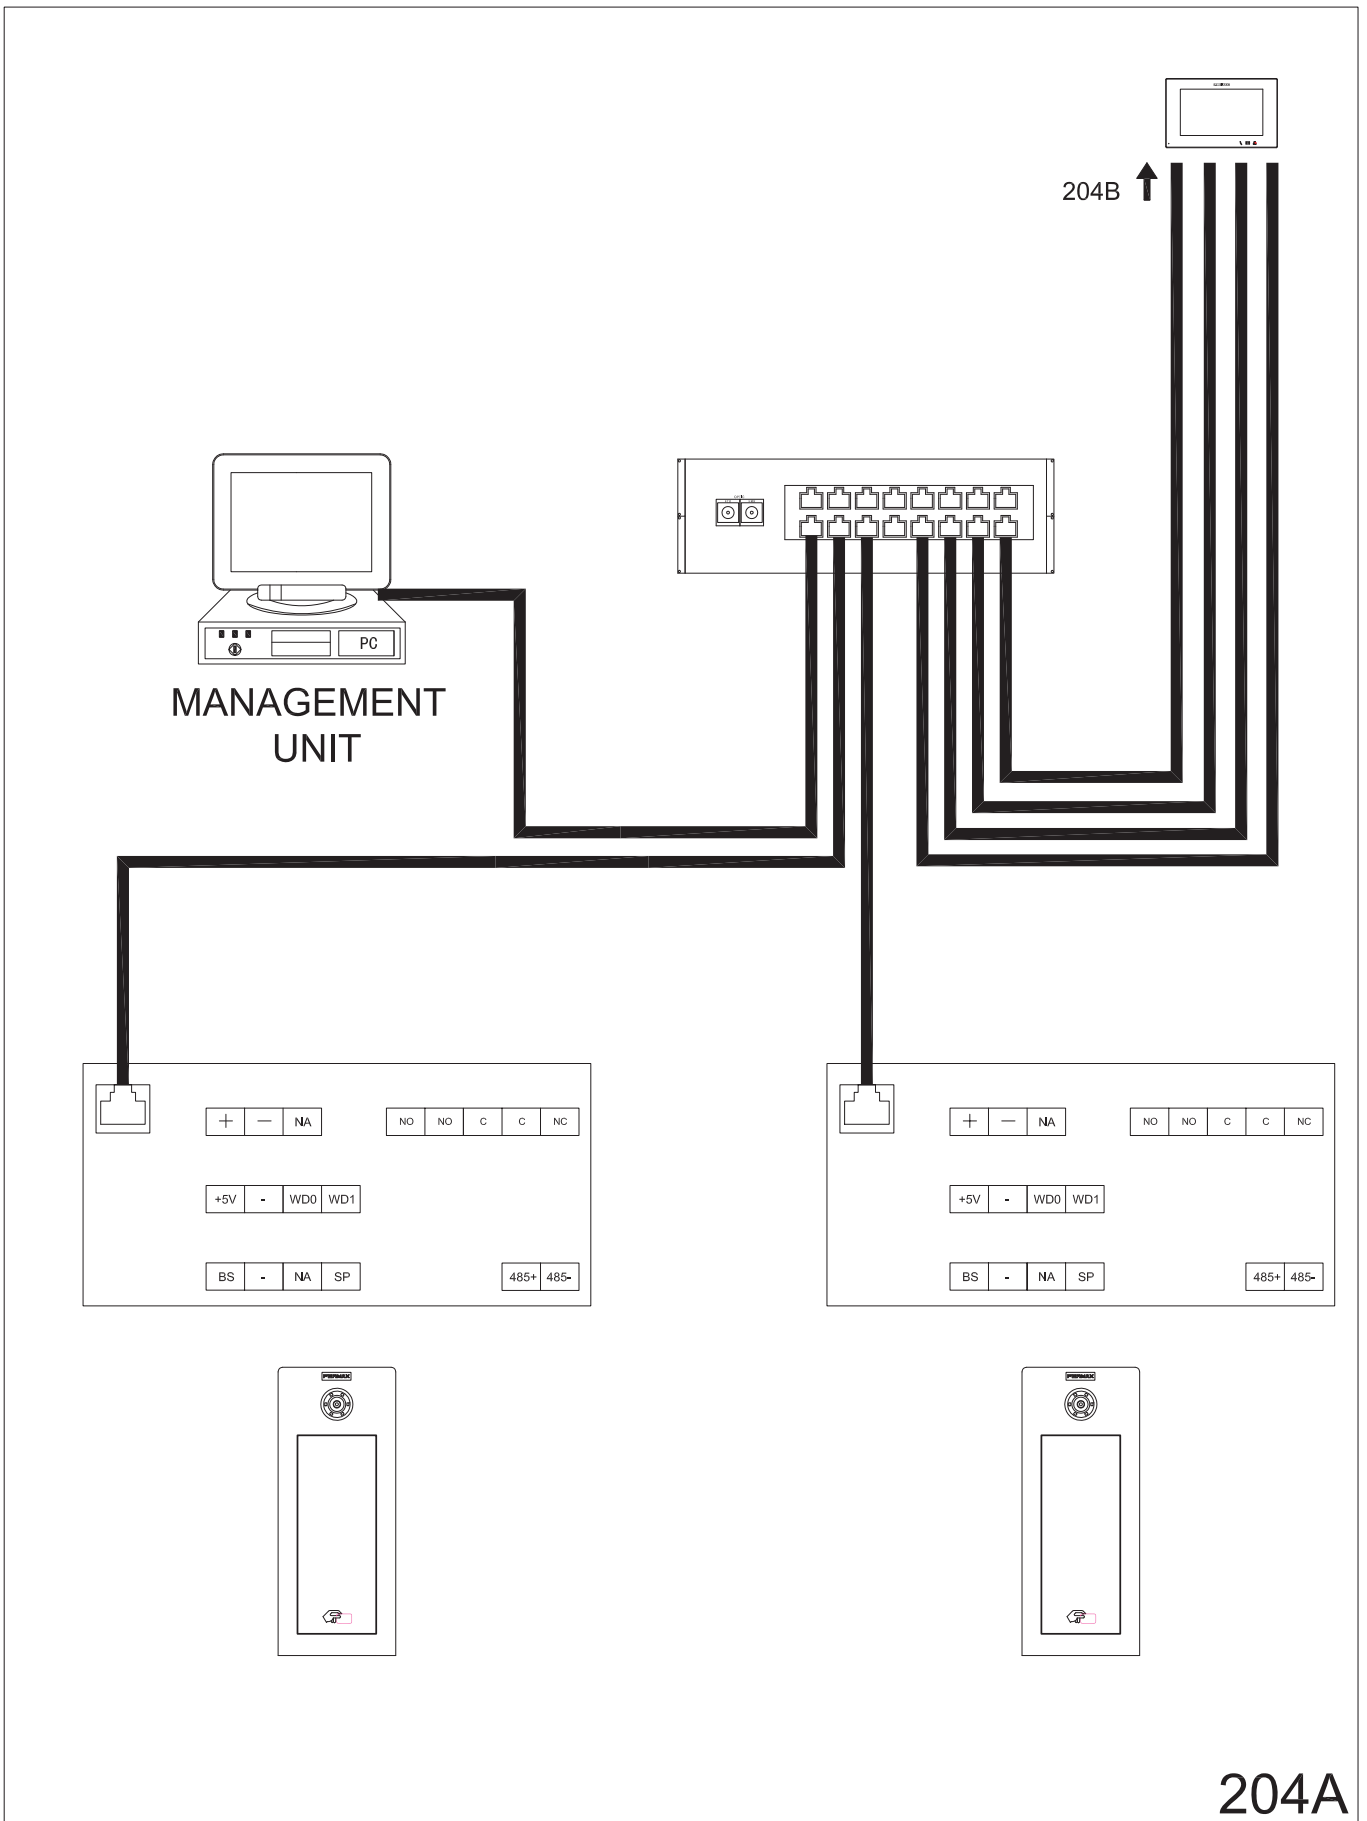 204B
PC
MANAGEMENT
UNIT
+ − NA
NO NO C C NC
+5V - WD0 WD1
BS - NA SP
485+ 485-
+ − NA
NO NO C C NC
+5V - WD0 WD1
BS - NA SP
485+ 485-
FERMAX
FERMAX
204A